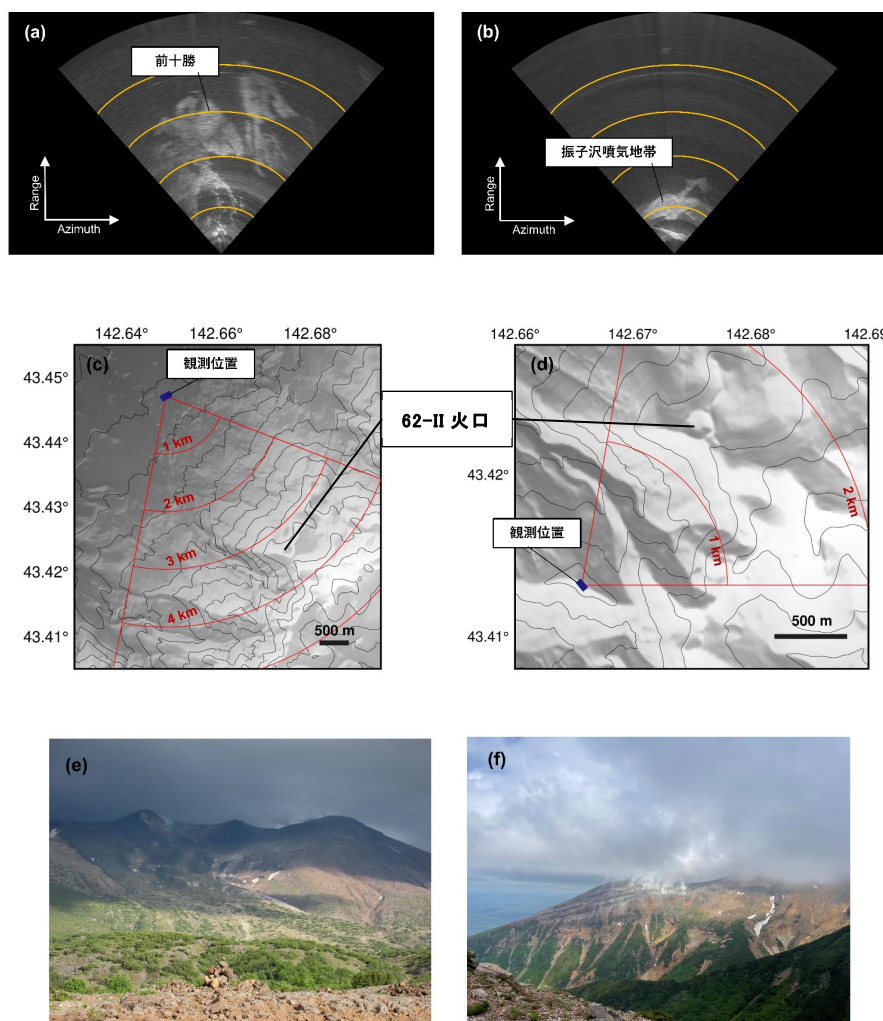 (a)
前十勝
Range
Azimuth
(b)
振子沢噴気地帯
Range
Azimuth
142.64° 142.66° 142.68°
43.45°
43.44°
43.43°
43.42°
43.41°
(c)
観測位置
1 km
2 km
3 km
4 km
500 m
62-II 火口
142.66° 142.67° 142.68° 142.69
43.42°
43.41°
(d)
観測位置
1 km
2 km
500 m
(e)
(f)